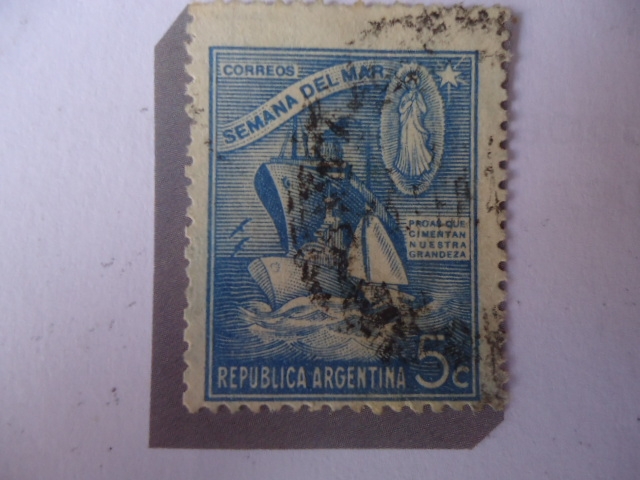 CORREOS
SEMANA DEL MAR
PROAS QUE
CIMENTAN
NUESTRA
GRANDEZA
REPUBLICA ARGENTINA 5c